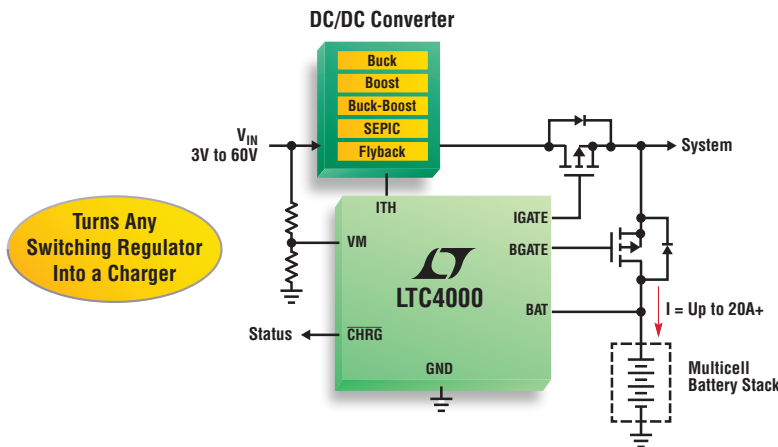 DC/DC Converter
Buck
Boost
Buck-Boost
SEPIC
Flyback
VIN
3V to 60V
System
ITH
IGATE
Turns Any
Switching Regulator
Into a Charger
VM
BGATE
LTC4000
BAT
I = Up to 20A+
Status
CHRG
GND
Multicell
Battery Stack